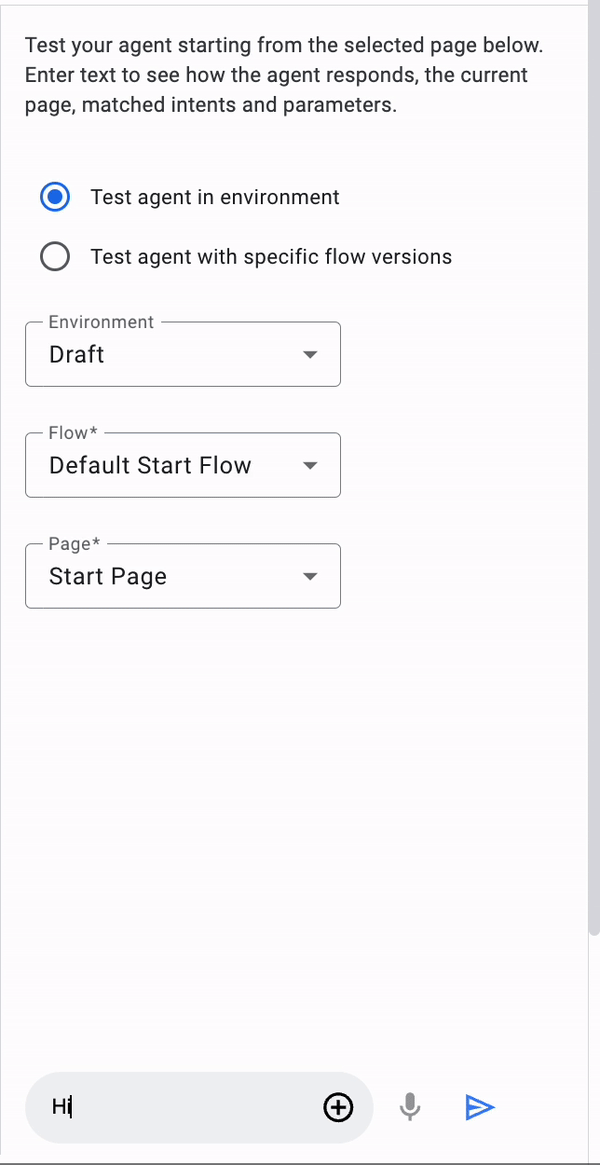 Test your agent starting from the selected page below.
Enter text to see how the agent responds, the current
page, matched intents and parameters.
Test agent in environment
Test agent with specific flow versions
Environment
Draft
Flow*
Default Start Flow
Page*
Start Page
Hi